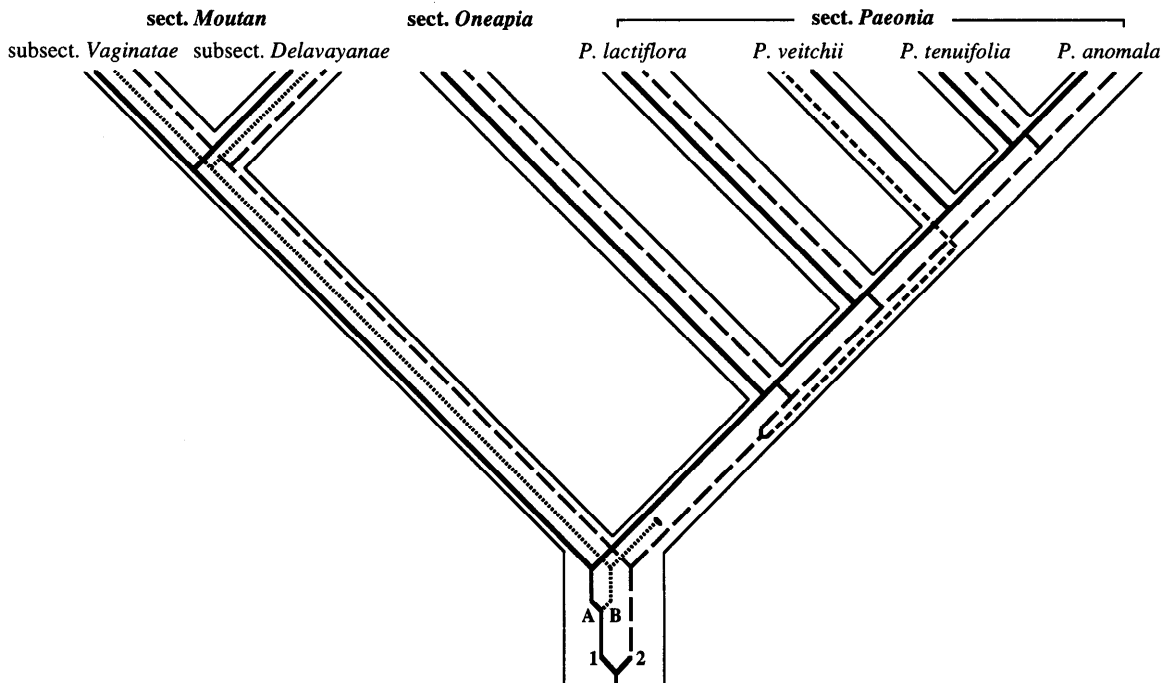 sect. Moutan sect. Oneapia sect. Paeonia
subsect. Vaginatae subsect. Delavayanae P. lactiflora P. veitchii P. tenuifolia P. anomala
A B
1 2